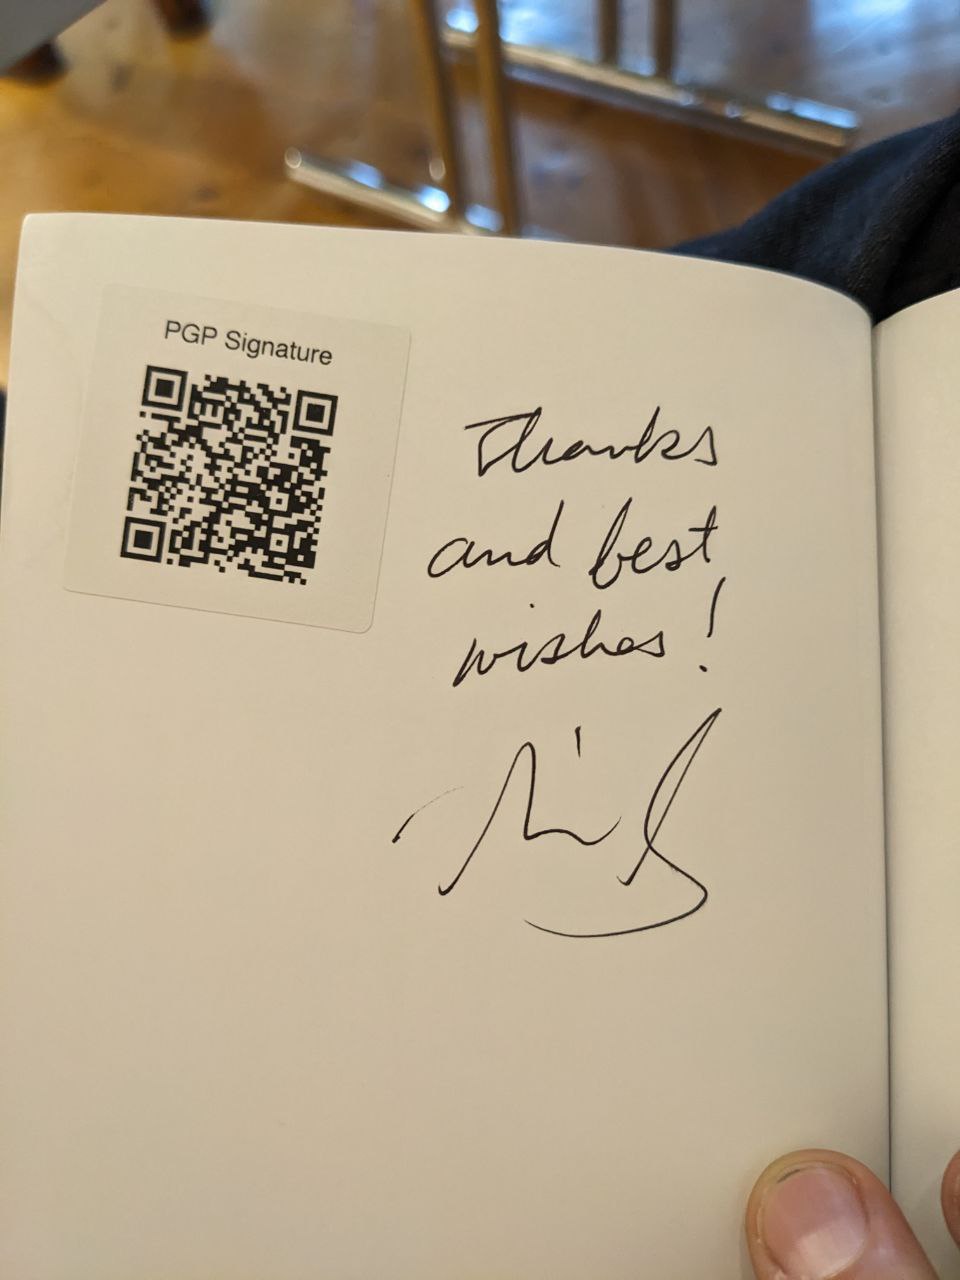 PGP Signature
Thanks
and best
wishes!